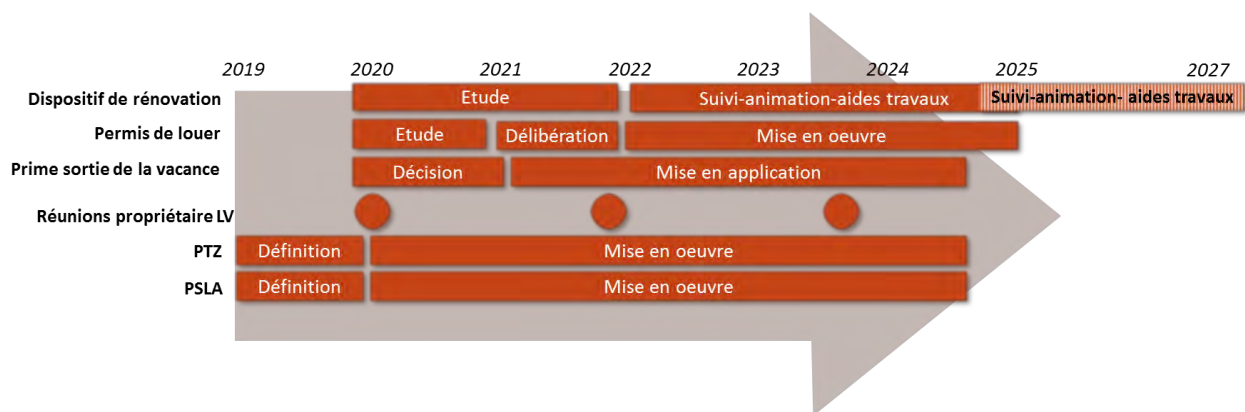 2019 2020 2021 2022 2023 2024 2025 2027
Dispositif de rénovation Etude Suivi-animation-aides travaux Suivi-animation- aides travaux
Permis de louer Etude Délibération Mise en oeuvre
Prime sortie de la vacance Décision Mise en application
Réunions propriétaire LV
PTZ Définition Mise en oeuvre
PSLA Définition Mise en oeuvre